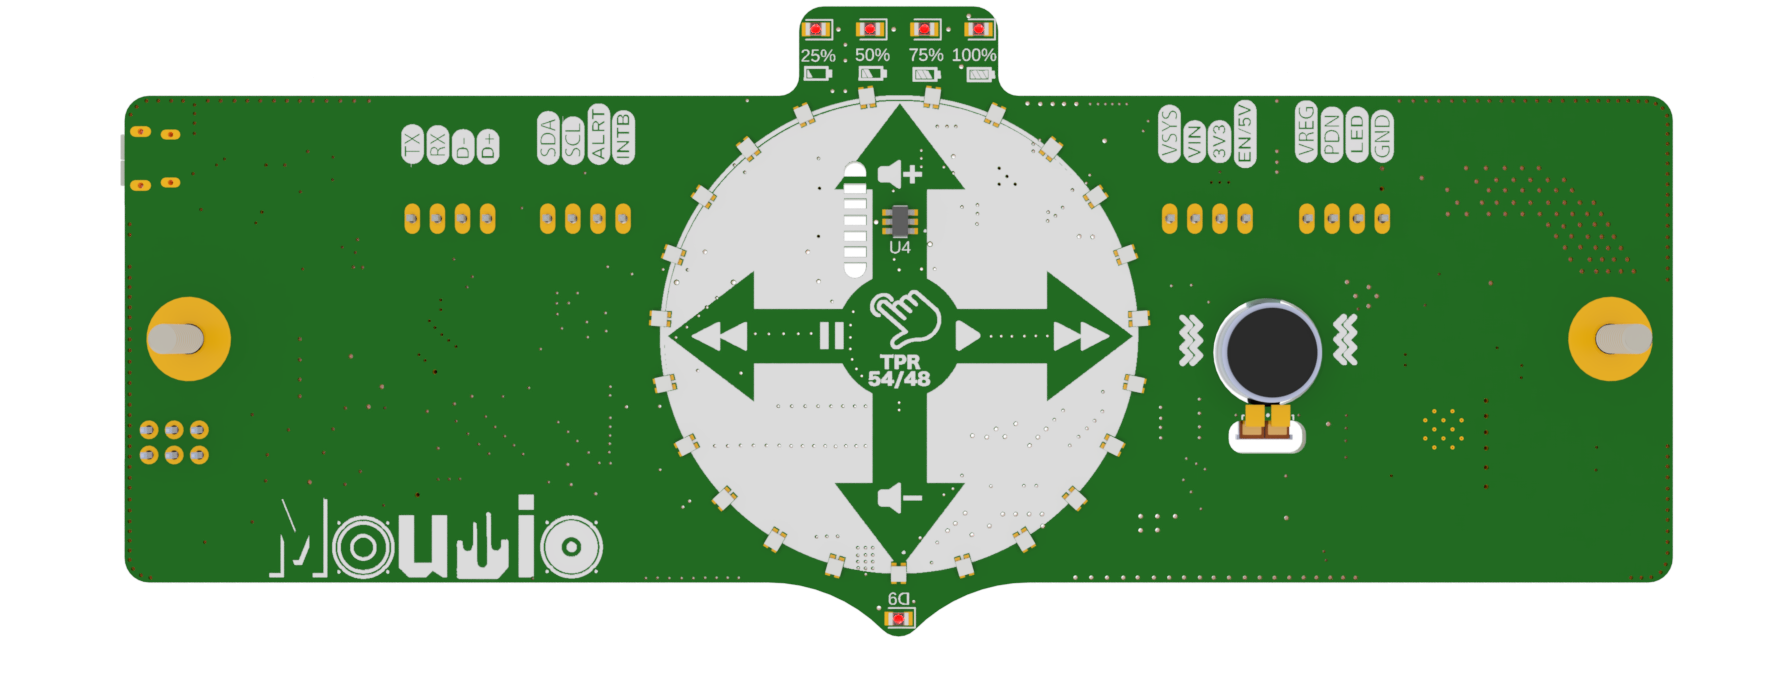 25% 50% 75% 100%
TX RX D- D+
SDA SCL ALRT INTB
VSYS VIN 3V3 EN/5V
VREG PDN LED GND
+
U4
TPR
54/48
-
Moudio
D9